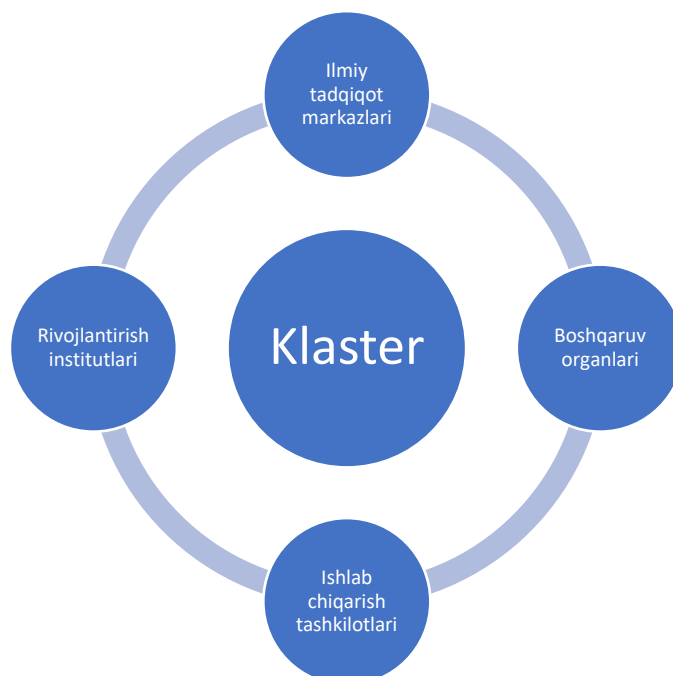 Ilmiy
tadqiqot
markazlari
Rivojlantirish
institutlari
Klaster
Boshqaruv
organlari
Ishlab
chiqarish
tashkilotlari